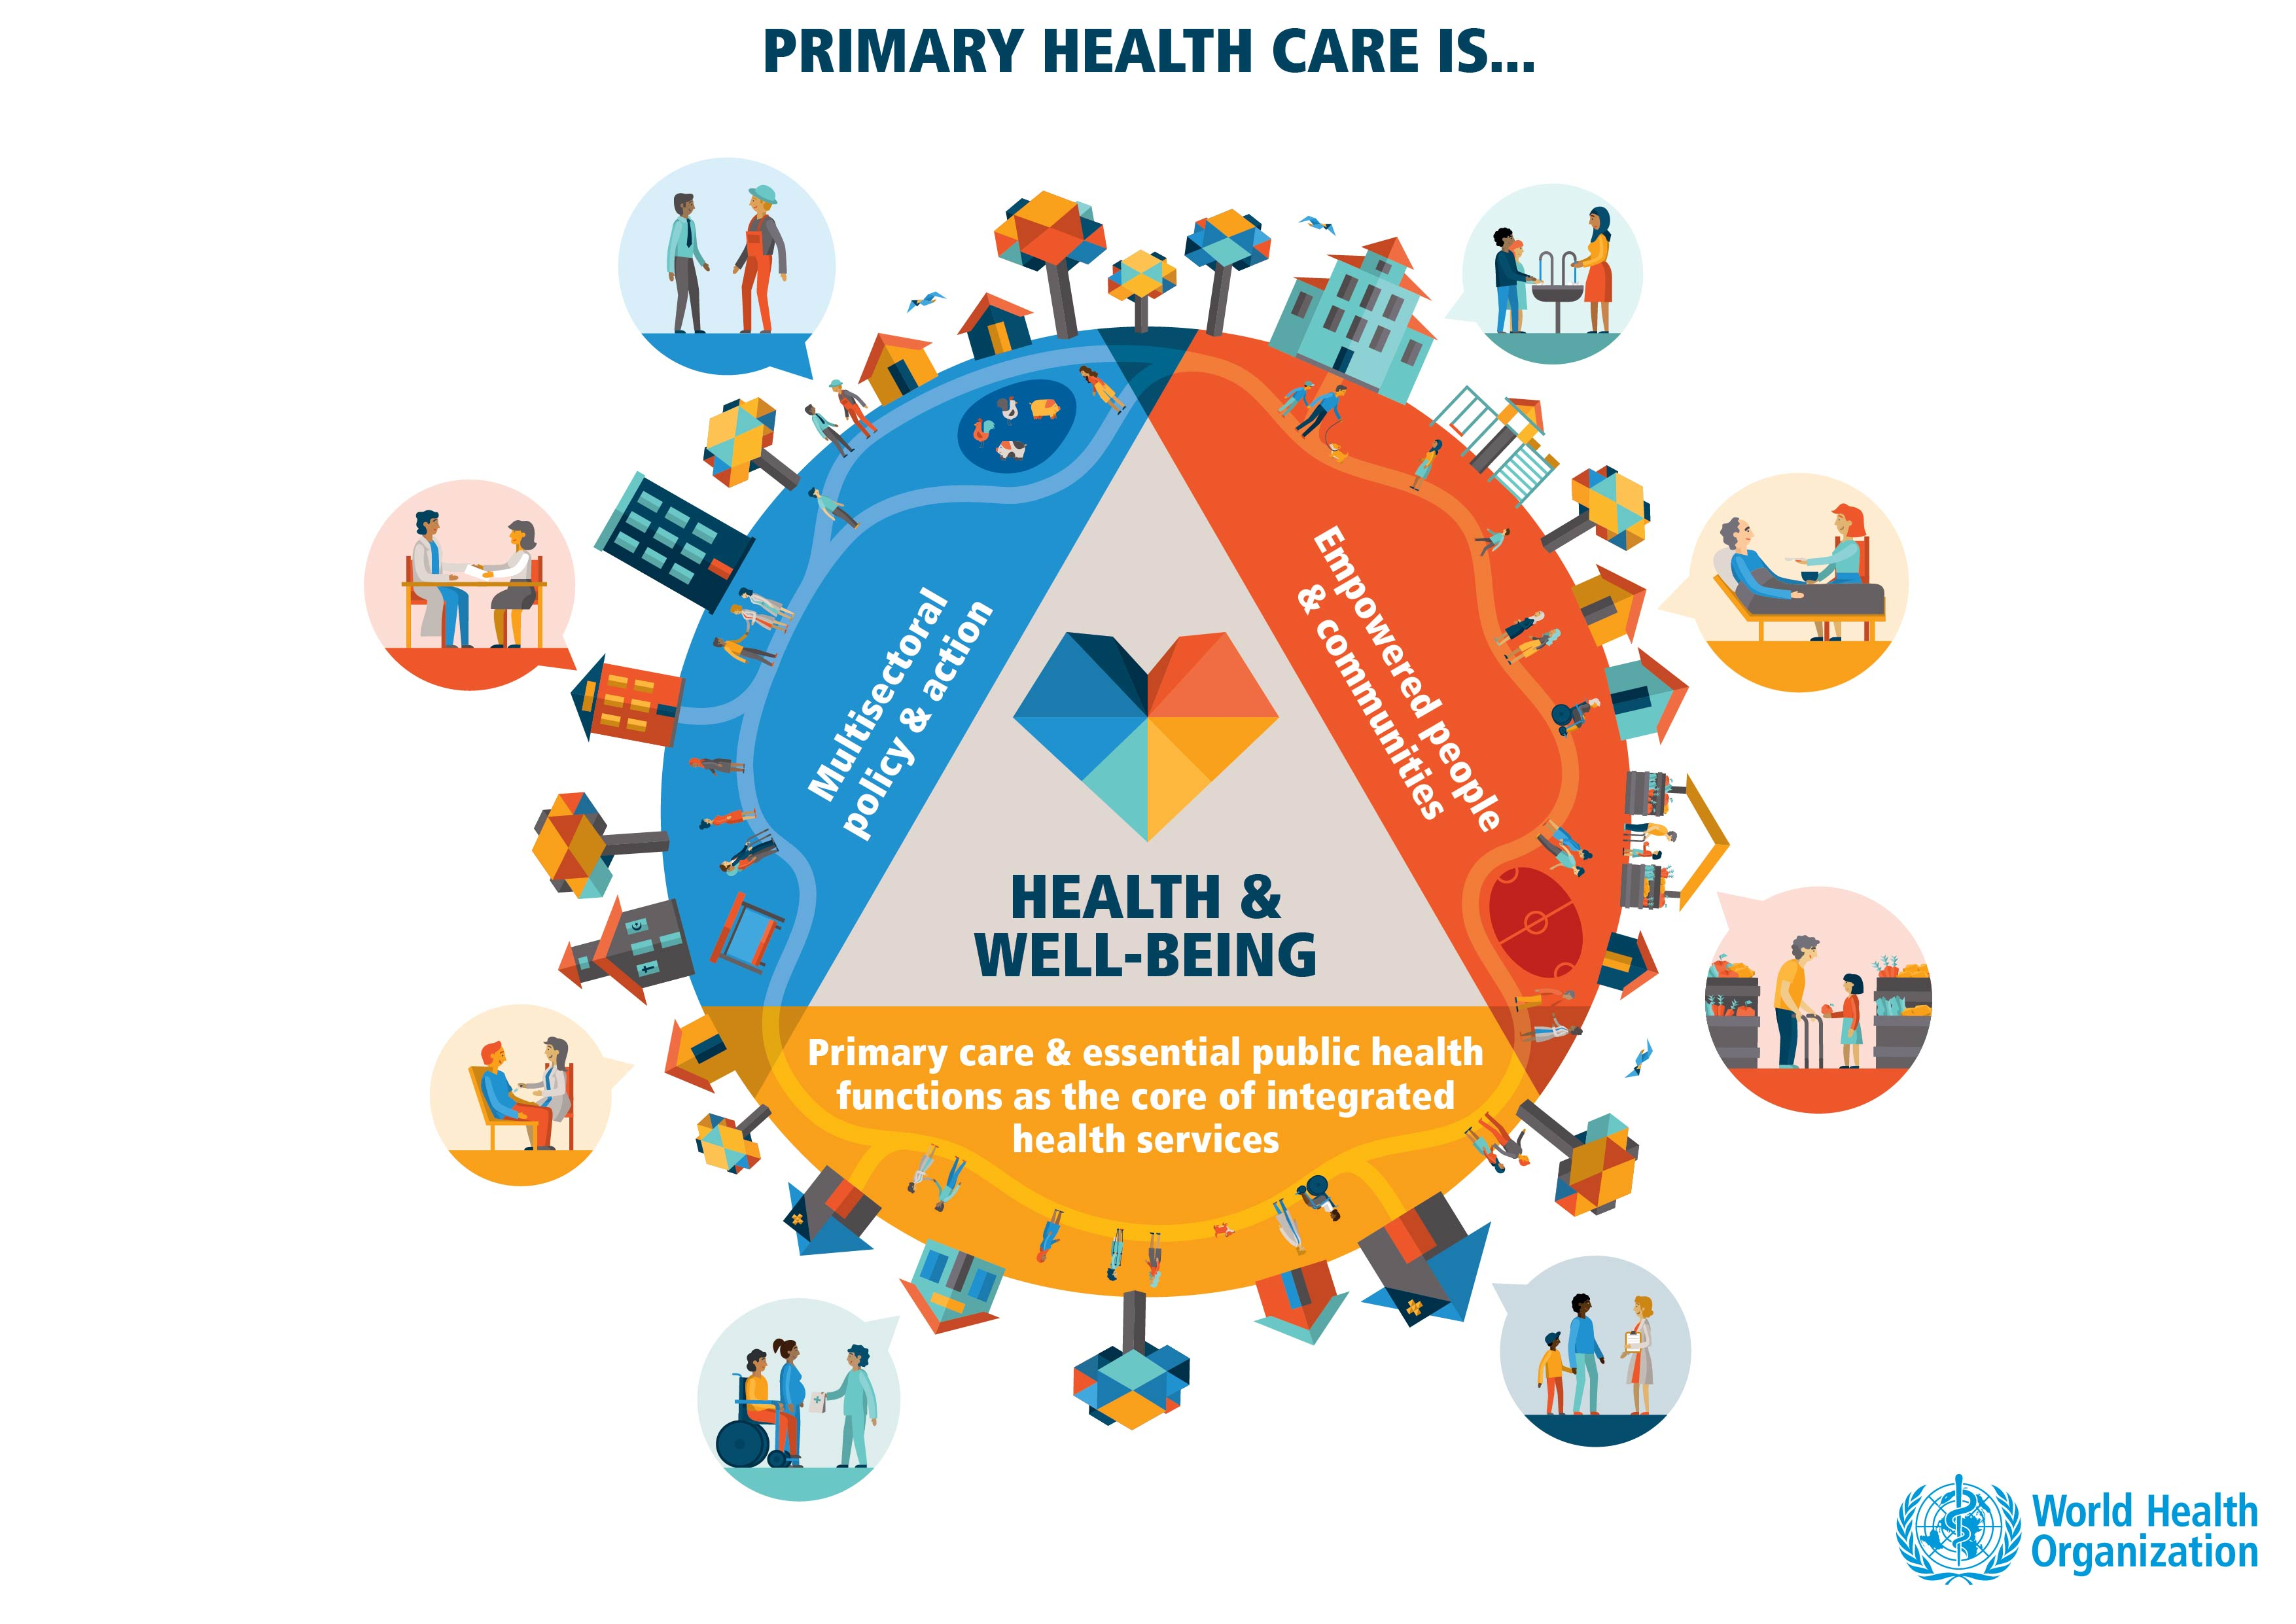 PRIMARY HEALTH CARE IS...
Multisectoral
policy & action
Empowered people
& communities
HEALTH &
WELL-BEING
Primary care & essential public health
functions as the core of integrated
health services
World Health
Organization